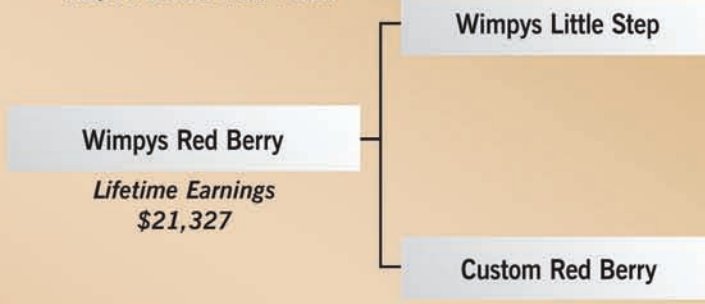 Wimpys Little Step
Wimpys Red Berry
Lifetime Earnings
$21,327
Custom Red Berry